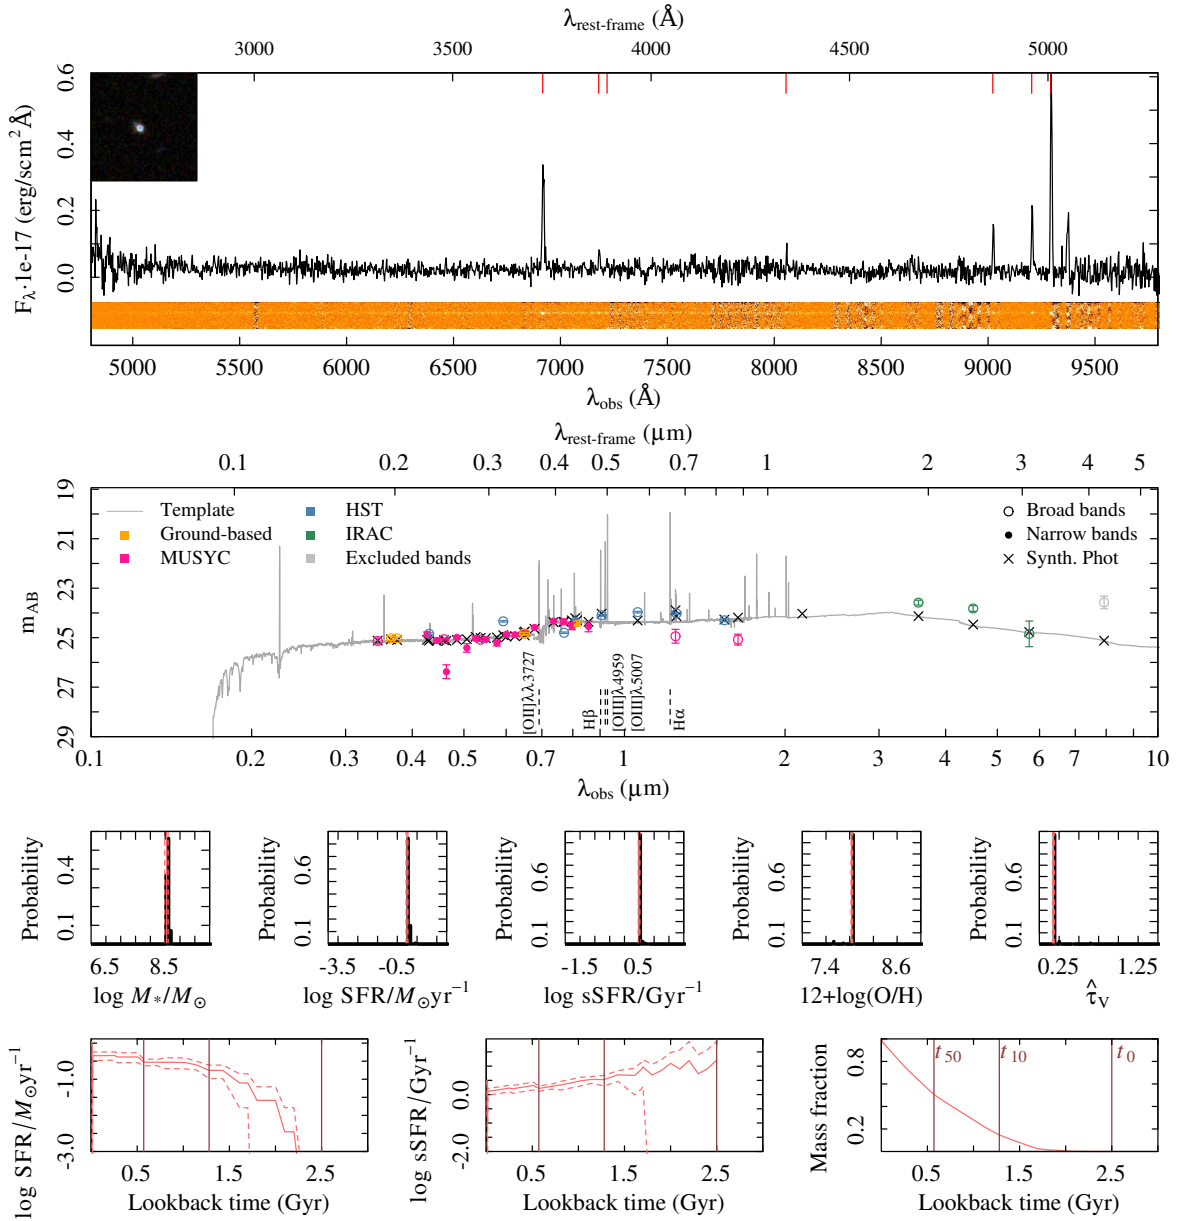 λrest-frame (Å)
3000 3500 4000 4500 5000
F_λ·1e-17 (erg/scm² Å)
0.0 0.2 0.4 0.6
5000 5500 6000 6500 7000 7500 8000 8500 9000 9500
λobs (Å)
λrest-frame (μm)
0.1 0.2 0.3 0.4 0.5 0.7 1 2 3 4 5
m_AB
19
21
23
25
27
29
Template
Ground-based
MUSYC
HST
IRAC
Excluded bands
Broad bands
Narrow bands
Synth. Phot
[OII]λλ3727
Hβ
[OIII]λ4959
[OIII]λ5007
Hα
0.1 0.2 0.3 0.4 0.5 0.7 1 2 3 4 5 6 7 10
λobs (μm)
Probability
0.1 0.4
6.5 8.5
log M*/M⊙
Probability
0.1 0.6
-3.5 -0.5
log SFR/M⊙yr⁻¹
Probability
0.1 0.6
-1.5 0.5
log sSFR/Gyr⁻¹
Probability
0.1 0.6
7.4 8.6
12+log(O/H)
Probability
0.1 0.6
0.25 1.25
τ̂_V
log SFR/M⊙yr⁻¹
-3.0 -1.0
0.5 1.5 2.5
Lookback time (Gyr)
log sSFR/Gyr⁻¹
-2.0 0.0
0.5 1.5 2.5
Lookback time (Gyr)
Mass fraction
0.2 0.8
t₅₀ t₁₀ t₀
0.5 1.5 2.5
Lookback time (Gyr)